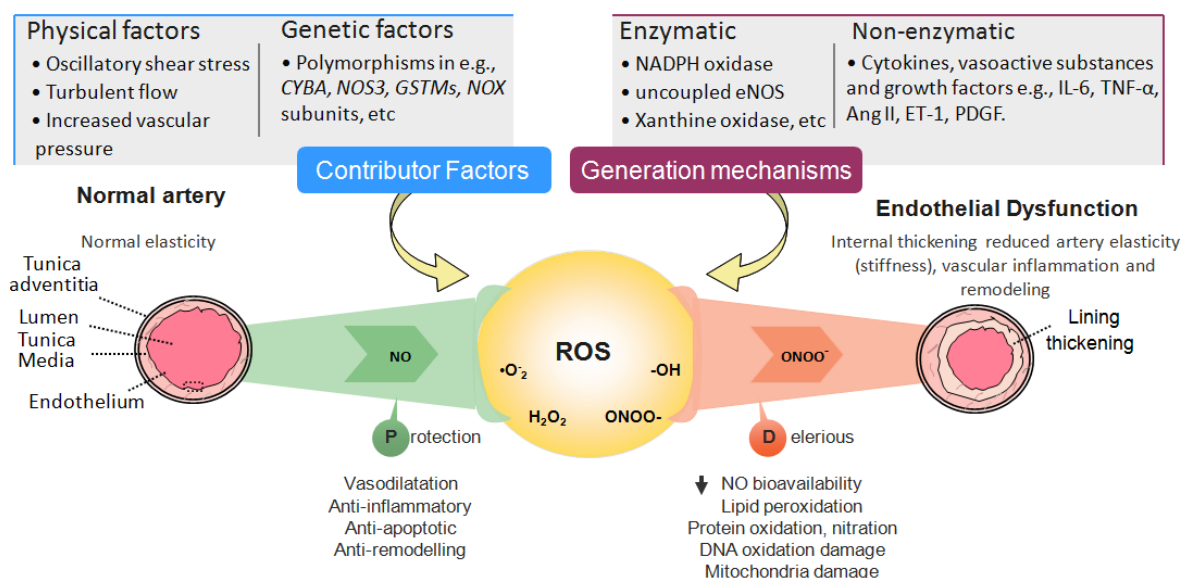 Physical factors
• Oscillatory shear stress
• Turbulent flow
• Increased vascular
pressure
Genetic factors
• Polymorphisms in e.g.,
CYBA, NOS3, GSTMs, NOX
subunits, etc
Enzymatic
• NADPH oxidase
• uncoupled eNOS
• Xanthine oxidase, etc
Non-enzymatic
• Cytokines, vasoactive substances
and growth factors e.g., IL-6, TNF-α,
Ang II, ET-1, PDGF.
Contributor Factors
Generation mechanisms
Normal artery
Normal elasticity
Tunica
adventitia
Lumen
Tunica
Media
Endothelium
NO
Protection
Vasodilatation
Anti-inflammatory
Anti-apoptotic
Anti-remodelling
ROS
•O⁻₂
-OH
H₂O₂
ONOO-
ONOO⁻
Delerious
NO bioavailability
Lipid peroxidation
Protein oxidation, nitration
DNA oxidation damage
Mitochondria damage
Endothelial Dysfunction
Internal thickening reduced artery elasticity
(stiffness), vascular inflammation and
remodeling
Lining
thickening